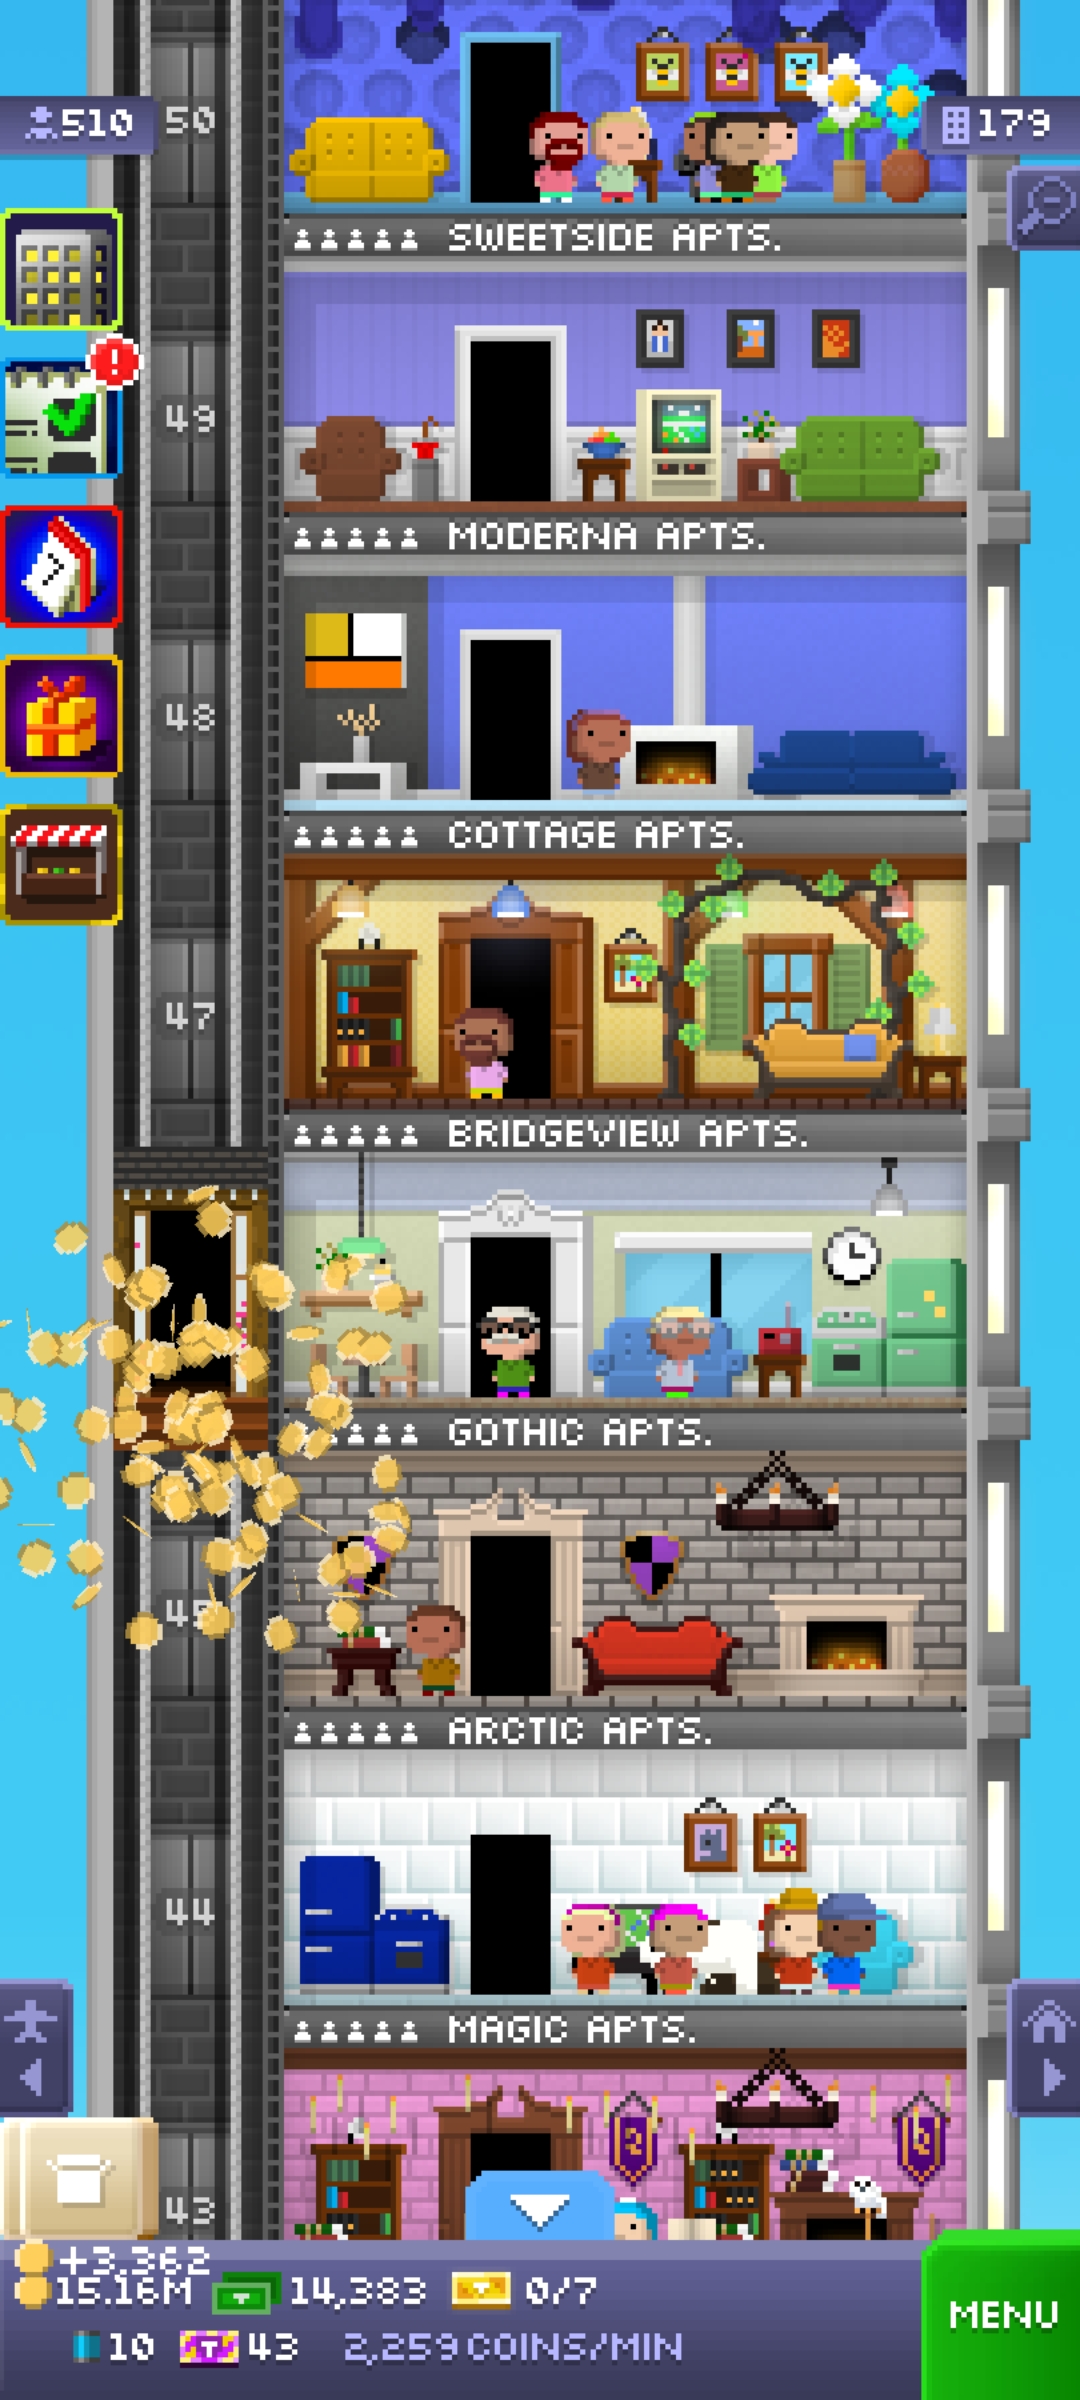 510
50
179
SWEETSIDE APTS.
49
MODERNA APTS.
48
COTTAGE APTS.
47
BRIDGEVIEW APTS.
GOTHIC APTS.
45
ARCTIC APTS.
44
MAGIC APTS.
43
+3,362
15.16M
14,383
0/7
MENU
10
43
2,259 COINS/MIN